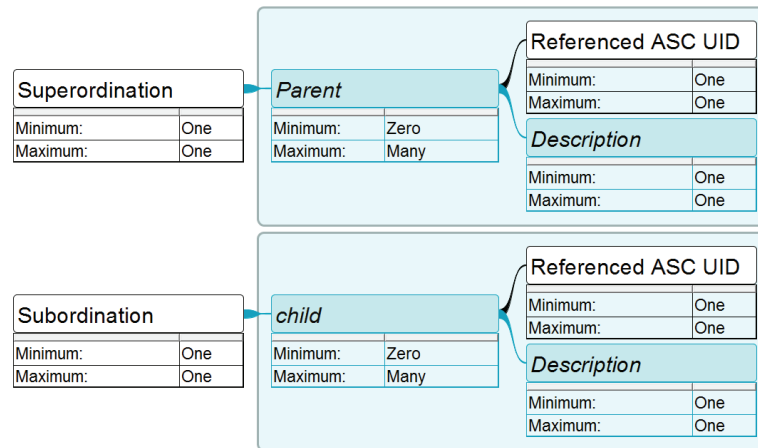 Superordination
Minimum: One
Maximum: One
Parent
Minimum: Zero
Maximum: Many
Referenced ASC UID
Minimum: One
Maximum: One
Description
Minimum: One
Maximum: One
Subordination
Minimum: One
Maximum: One
child
Minimum: Zero
Maximum: Many
Referenced ASC UID
Minimum: One
Maximum: One
Description
Minimum: One
Maximum: One